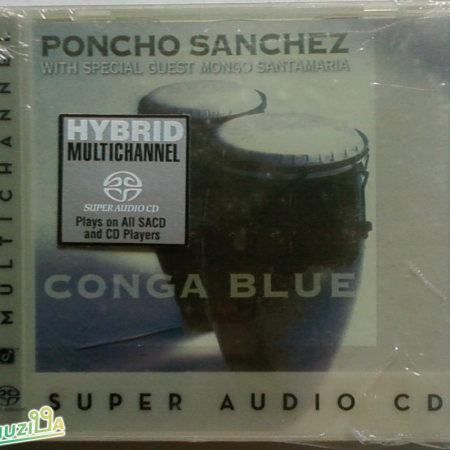 PONCHO SANCHEZ
WITH SPECIAL GUEST MONGO SANTAMARIA
HYBRID
MULTICHANNEL
SUPER AUDIO CD
Plays on All SACD
and CD Players
CONGA BLUE
SUPER AUDIO CD
MULTICHANNEL